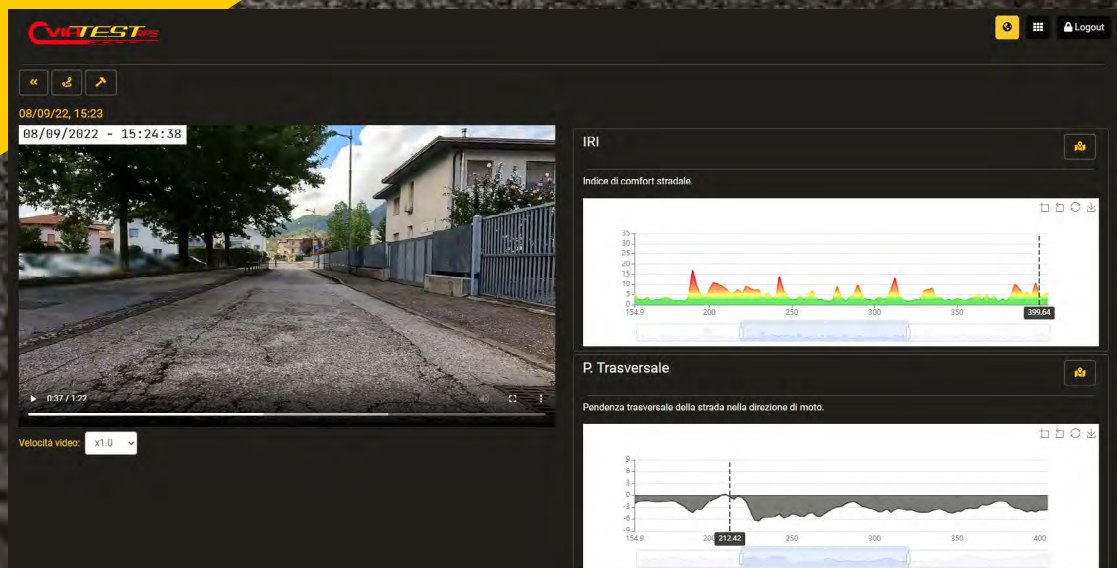 CVIATEST RPS
Logout
08/09/22, 15:23
08/09/2022 - 15:24:38
0:37 / 1:22
Velocità video:
x1.0
IRI
Indice di comfort stradale.
35
30
25
20
15
10
5
0
154.9
200
250
300
350
399.64
P. Trasversale
Pendenza trasversale della strada nella direzione di moto.
9
6
3
0
-3
-6
-9
154.9
200
212.42
250
300
350
400